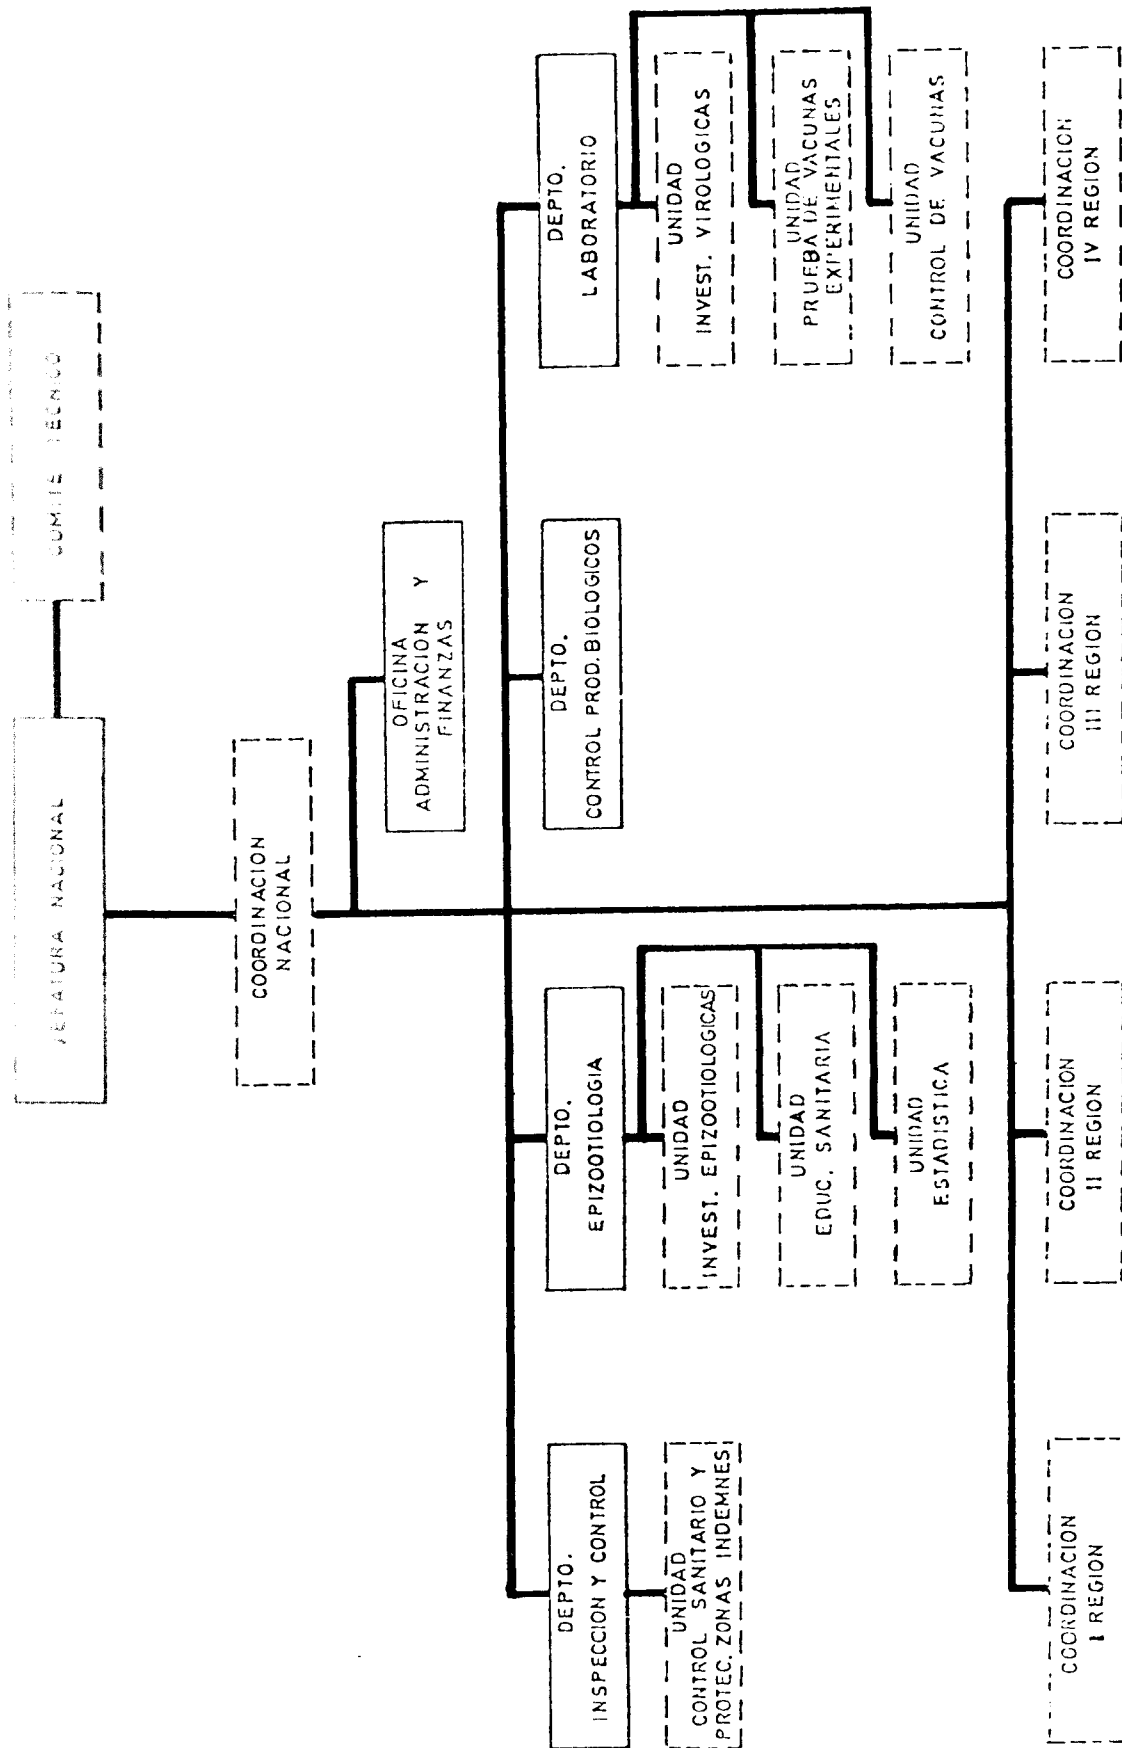 JEFATURA NACIONAL
COMITE TECNICO
COORDINACION
NACIONAL
OFICINA
ADMINISTRACION Y
FINANZAS
DEPTO.
INSPECCION Y CONTROL
UNIDAD
CONTROL SANITARIO Y
PROTEC. ZONAS INDEMNES
DEPTO.
EPIZOOTIOLOGIA
UNIDAD
INVEST. EPIZOOTIOLOGICAS
UNIDAD
EDUC. SANITARIA
UNIDAD
ESTADISTICA
DEPTO.
CONTROL PROD. BIOLOGICOS
DEPTO.
LABORATORIO
UNIDAD
INVEST. VIROLOGICAS
UNIDAD
PRUEBA DE VACUNAS
EXPERIMENTALES
UNIDAD
CONTROL DE VACUNAS
COORDINACION
I REGION
COORDINACION
II REGION
COORDINACION
III REGION
COORDINACION
IV REGION